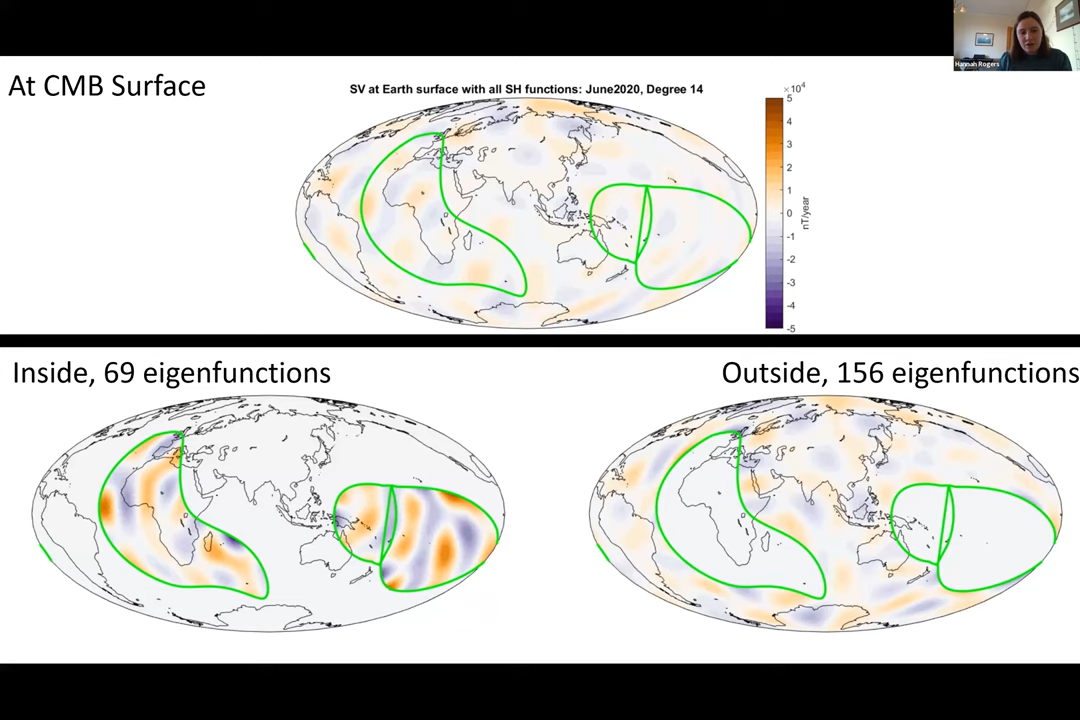 Hannah Rogers
At CMB Surface
SV at Earth surface with all SH functions: June2020, Degree 14
×10⁴
5
4
3
2
1
0
-1
-2
-3
-4
-5
nT/year
Inside, 69 eigenfunctions
Outside, 156 eigenfunctions